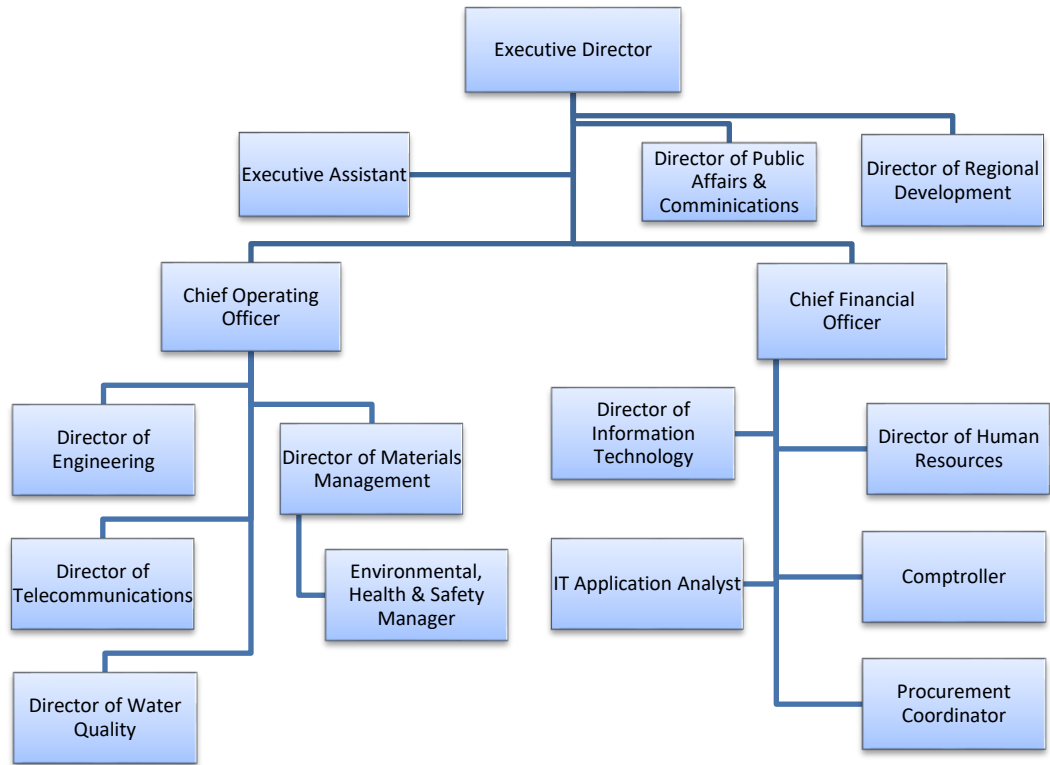 Executive Director
Executive Assistant
Director of Public
Affairs &
Comminications
Director of Regional
Development
Chief Operating
Officer
Chief Financial
Officer
Director of
Engineering
Director of Materials
Management
Director of
Telecommunications
Environmental,
Health & Safety
Manager
Director of Water
Quality
Director of
Information
Technology
Director of Human
Resources
IT Application Analyst
Comptroller
Procurement
Coordinator